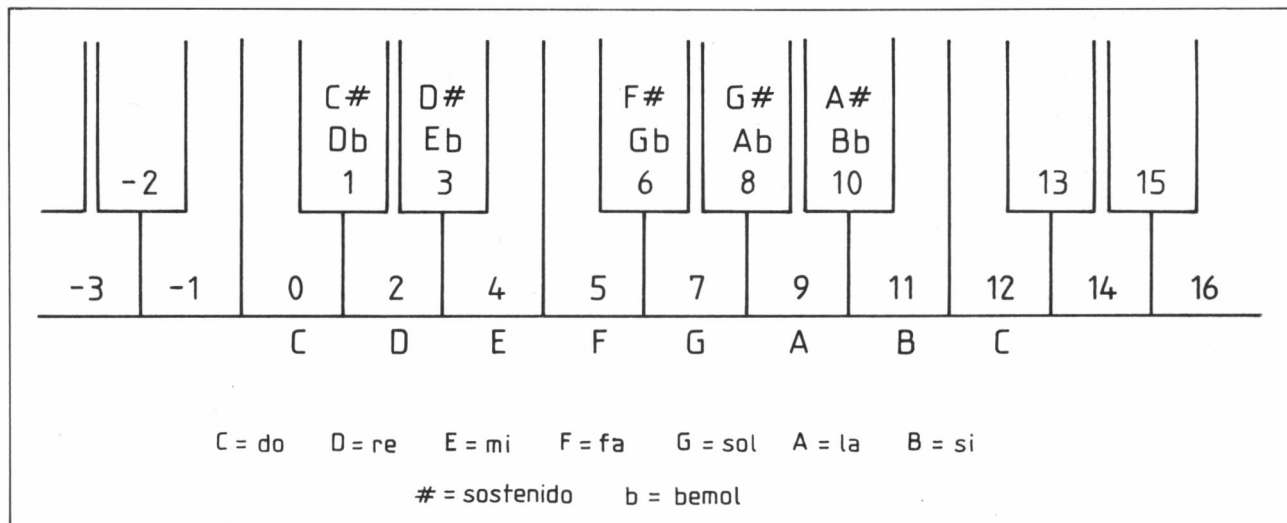 C# D# F# G# A#
Db Eb Gb Ab Bb
-2 1 3 6 8 10 13 15
-3 -1 0 2 4 5 7 9 11 12 14 16
C D E F G A B C
C = do D = re E = mi F = fa G = sol A = la B = si
# = sostenido b = bemol